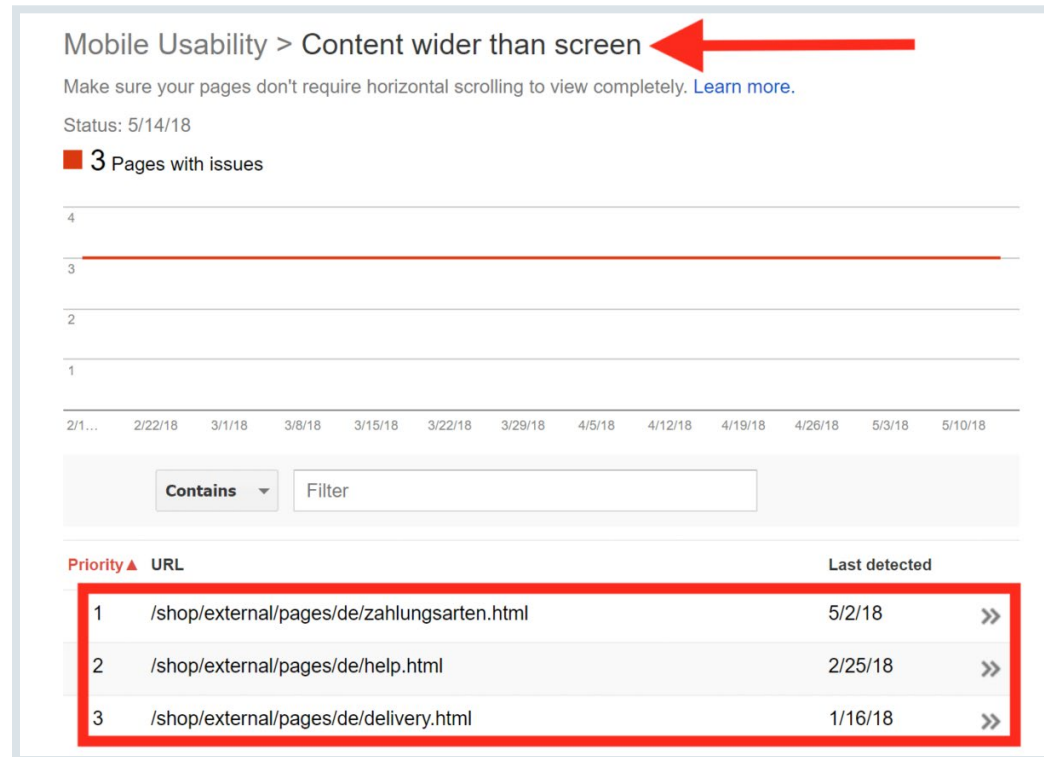 Mobile Usability > Content wider than screen
Make sure your pages don't require horizontal scrolling to view completely. Learn more.
Status: 5/14/18
3 Pages with issues
4
3
2
1
2/1... 2/22/18 3/1/18 3/8/18 3/15/18 3/22/18 3/29/18 4/5/18 4/12/18 4/19/18 4/26/18 5/3/18 5/10/18
Contains Filter
Priority▲ URL Last detected
1 /shop/external/pages/de/zahlungsarten.html 5/2/18 »
2 /shop/external/pages/de/help.html 2/25/18 »
3 /shop/external/pages/de/delivery.html 1/16/18 »